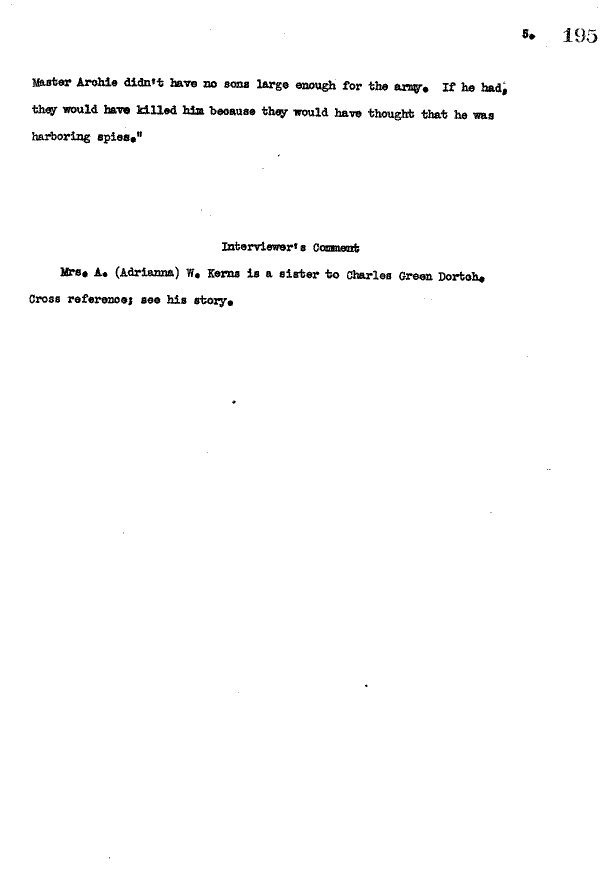 5. 195
Master Archie didn't have no sons large enough for the army. If he had,
they would have killed him because they would have thought that he was
harboring spies."
Interviewer's Comment
Mrs. A. (Adrianna) W. Kerns is a sister to Charles Green Dortch.
Cross reference; see his story.